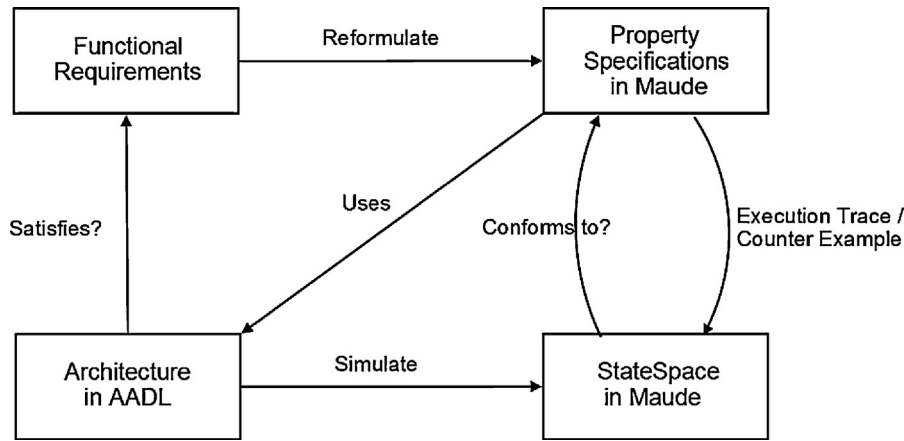 Functional
Requirements
Reformulate
Property
Specifications
in Maude
Satisfies?
Uses
Conforms to?
Execution Trace /
Counter Example
Architecture
in AADL
Simulate
StateSpace
in Maude